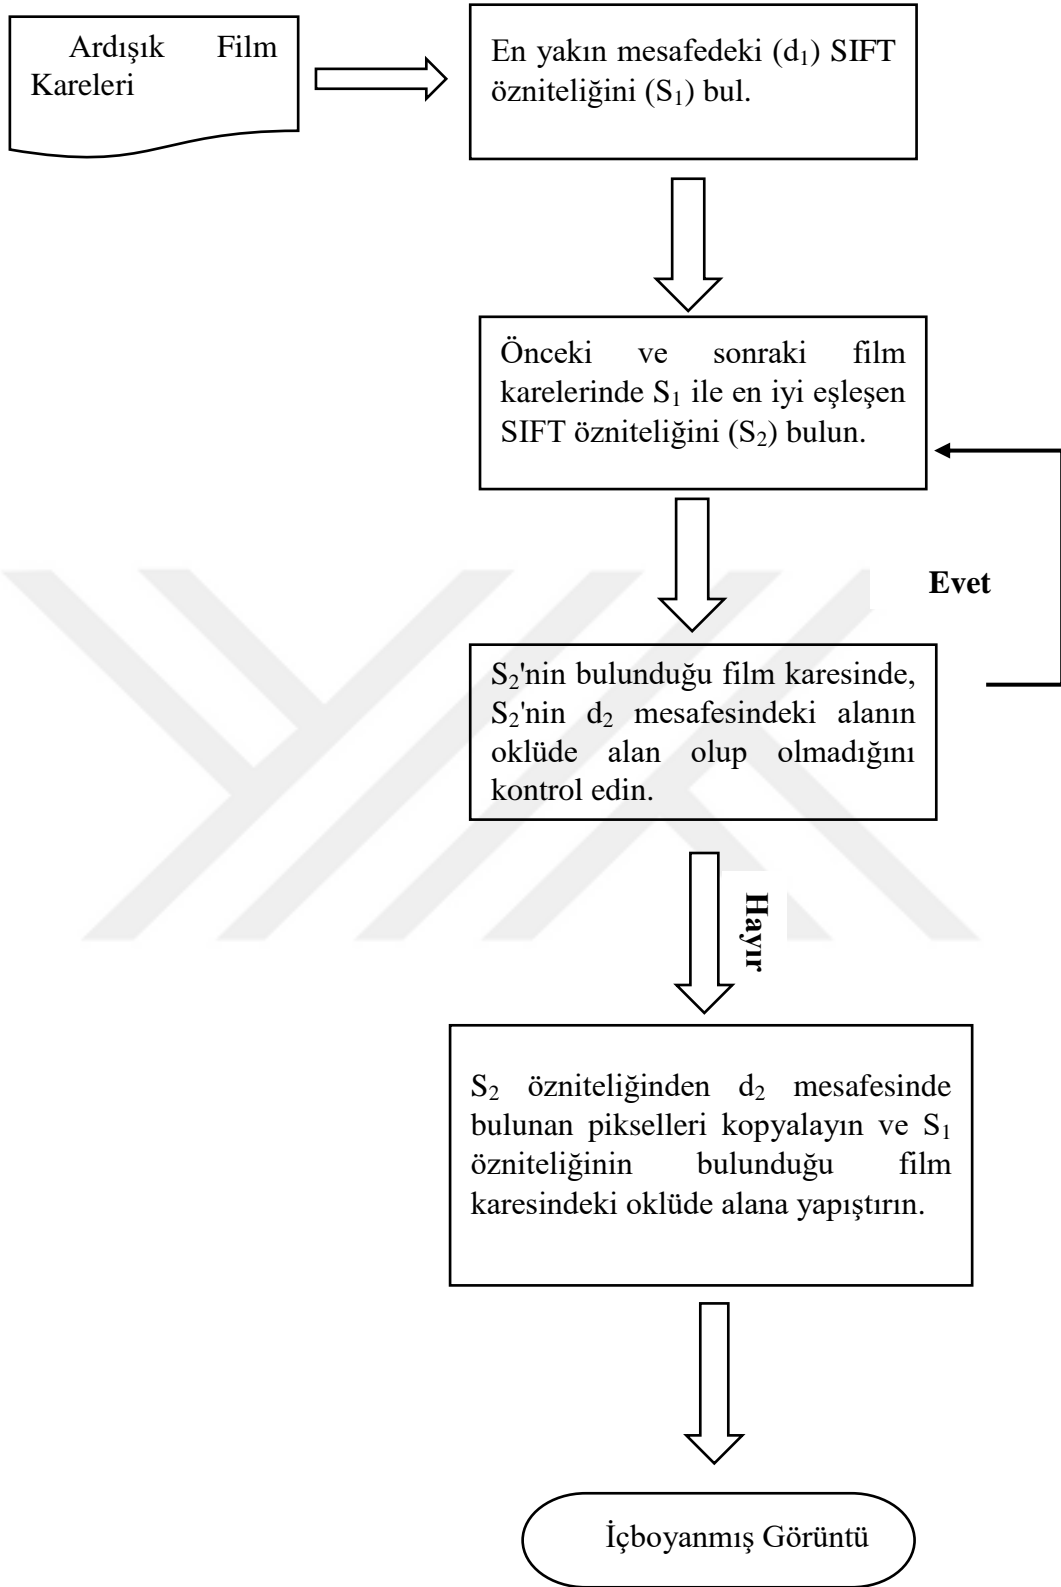 Ardışık Film
Kareleri
En yakın mesafedeki (d₁) SIFT
özniteliğini (S₁) bul.
Önceki ve sonraki film
karelerinde S₁ ile en iyi eşleşen
SIFT özniteliğini (S₂) bulun.
Evet
S₂'nin bulunduğu film karesinde,
S₂'nin d₂ mesafesindeki alanın
oklüde alan olup olmadığını
kontrol edin.
Hayır
S₂ özniteliğinden d₂ mesafesinde
bulunan pikselleri kopyalayın ve S₁
özniteliğinin bulunduğu film
karesindeki oklüde alana yapıştırın.
İçboyanmış Görüntü